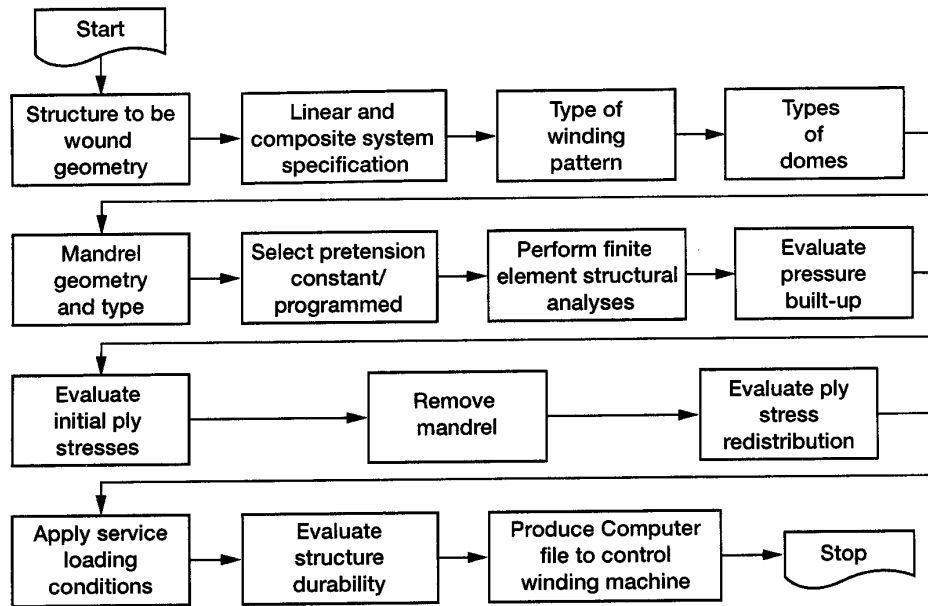 Start
Structure to be
wound
geometry
Linear and
composite system
specification
Type of
winding
pattern
Types
of
domes
Mandrel
geometry
and type
Select pretension
constant/
programmed
Perform finite
element structural
analyses
Evaluate
pressure
built-up
Evaluate
initial ply
stresses
Remove
mandrel
Evaluate ply
stress
redistribution
Apply service
loading
conditions
Evaluate
structure
durability
Produce Computer
file to control
winding machine
Stop